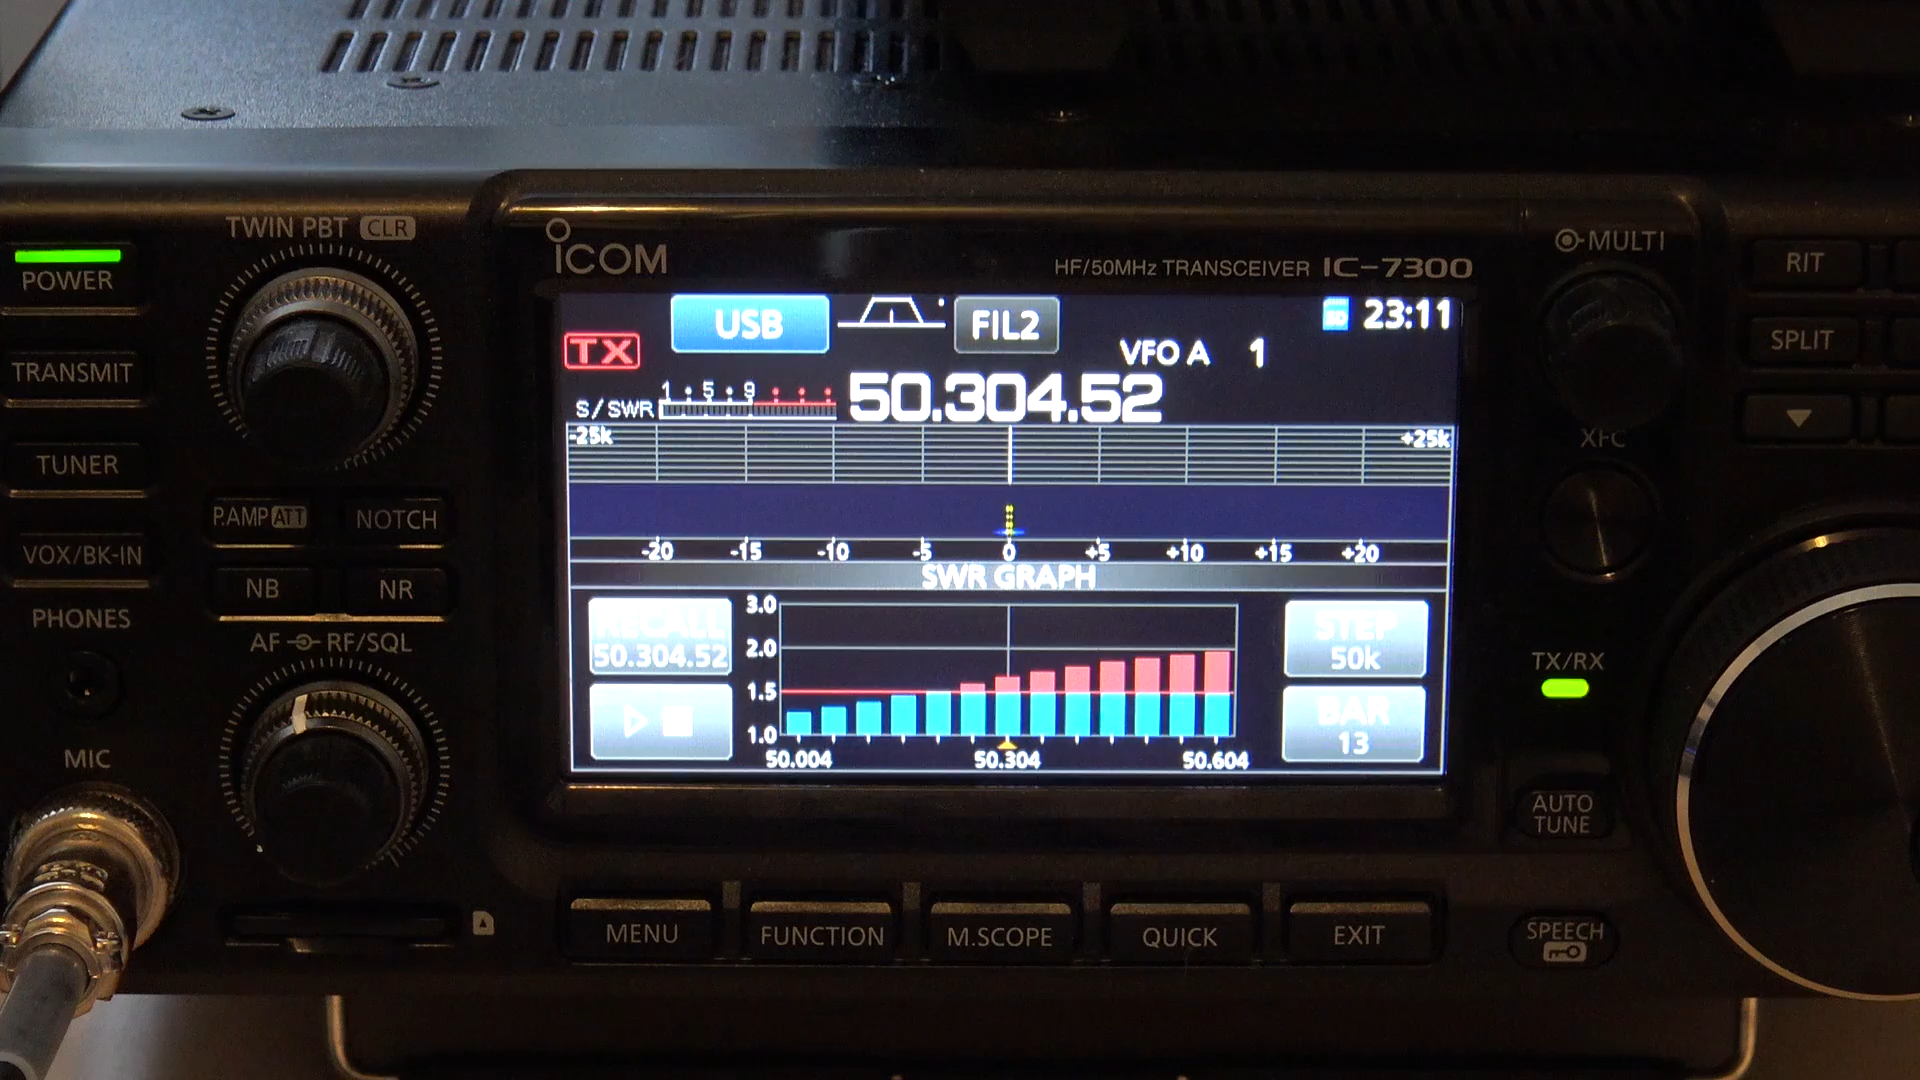 TWIN PBT CLR
POWER
TRANSMIT
TUNER
P.AMP ATT
NOTCH
VOX/BK-IN
NB
NR
PHONES
AF RF/SQL
MIC
ICOM
HF/50MHz TRANSCEIVER IC-7300
USB
FIL2
23:11
TX
VFO A 1
1 5 9
S/SWR
50.304.52
-25k
+25k
-20 -15 -10 -5 0 +5 +10 +15 +20
SWR GRAPH
RECALL
50.304.52
3.0
2.0
1.5
1.0
50.004 50.304 50.604
STEP
50k
BAR
13
MENU
FUNCTION
M.SCOPE
QUICK
EXIT
MULTI
RIT
SPLIT
XFC
TX/RX
AUTO
TUNE
SPEECH